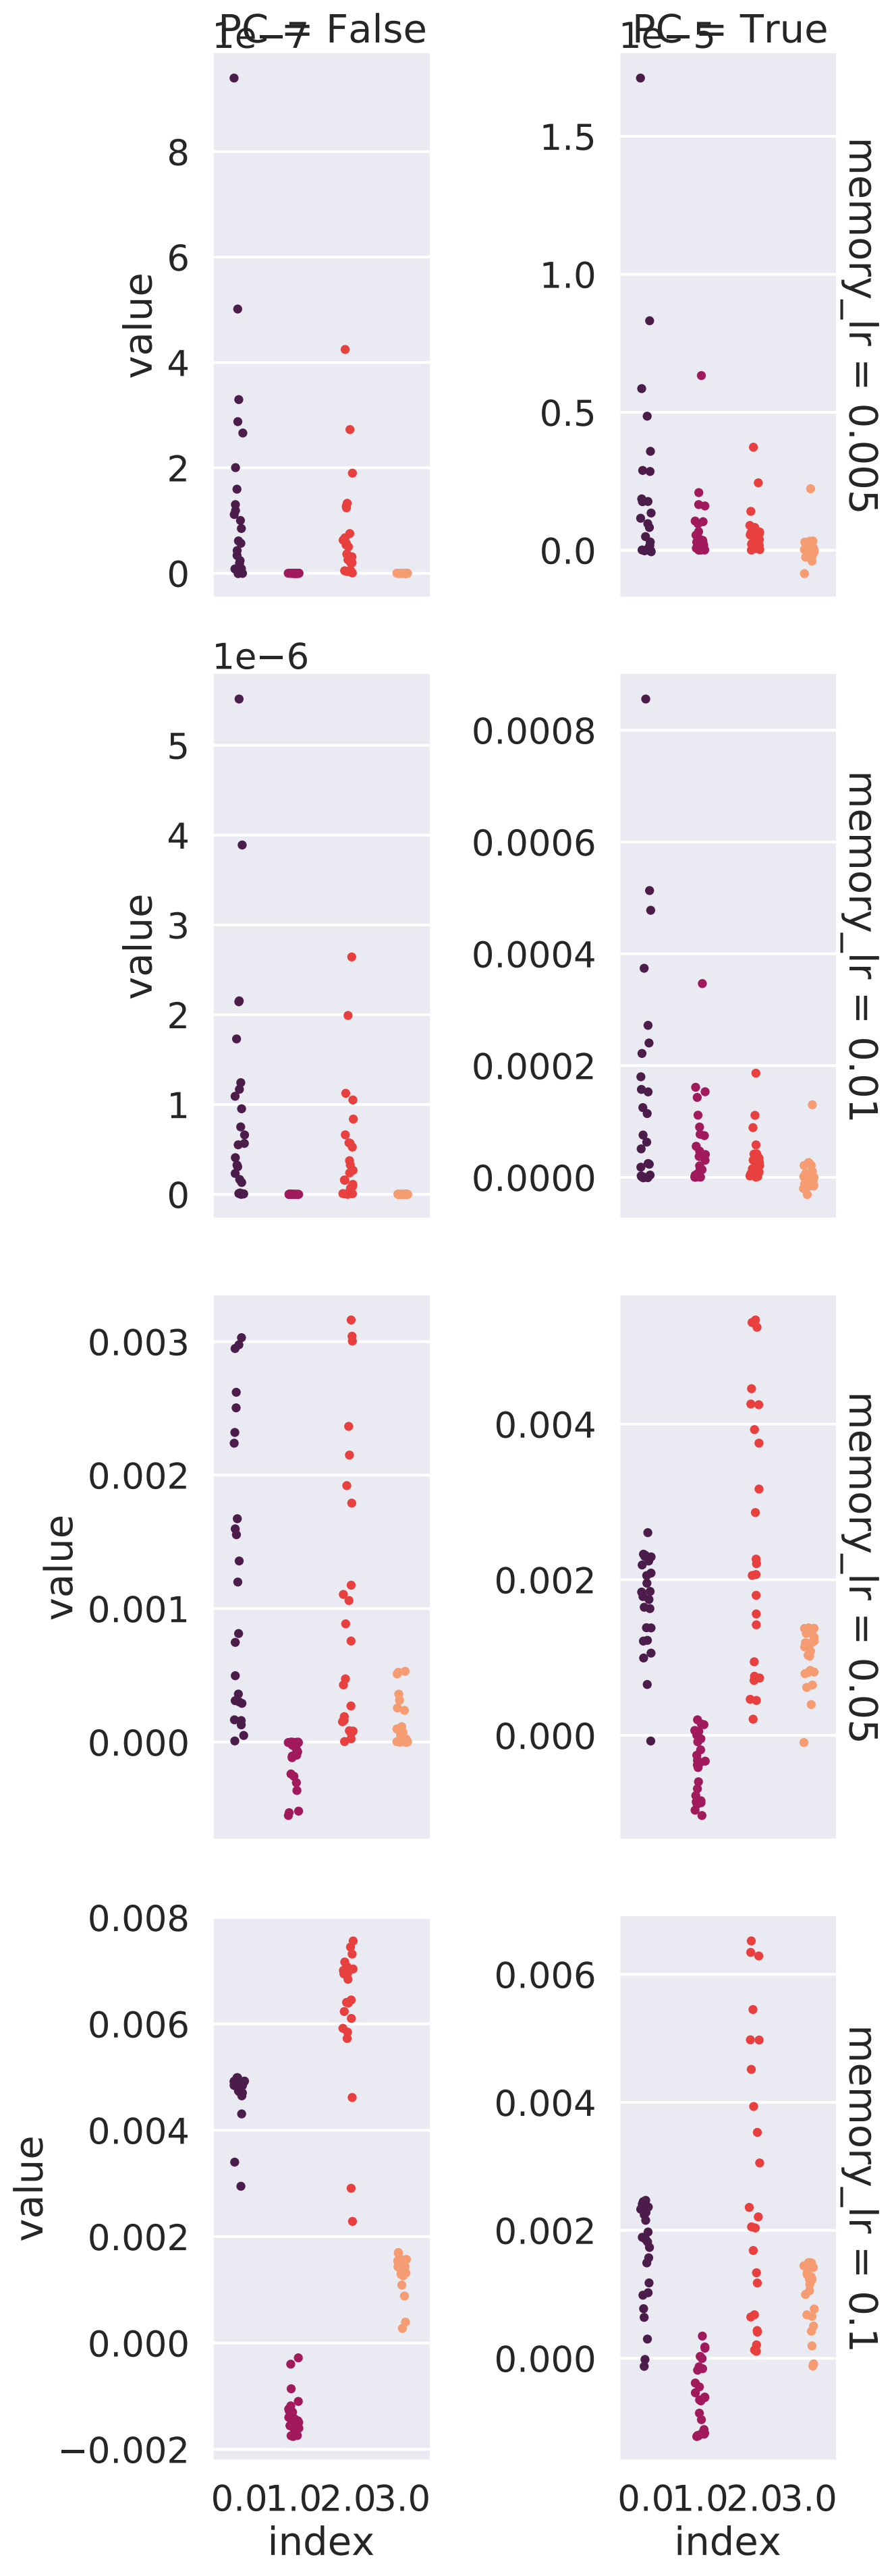 1e−7
PC = False
1e−5
PC = True
8
6
4
2
0
value
1.5
1.0
0.5
0.0
memory_lr = 0.005
1e−6
5
4
3
2
1
0
value
0.0008
0.0006
0.0004
0.0002
0.0000
memory_lr = 0.01
0.003
0.002
0.001
0.000
value
0.004
0.002
0.000
memory_lr = 0.05
0.008
0.006
0.004
0.002
0.000
−0.002
value
0.006
0.004
0.002
0.000
memory_lr = 0.1
0.01.02.03.0
index
0.01.02.03.0
index